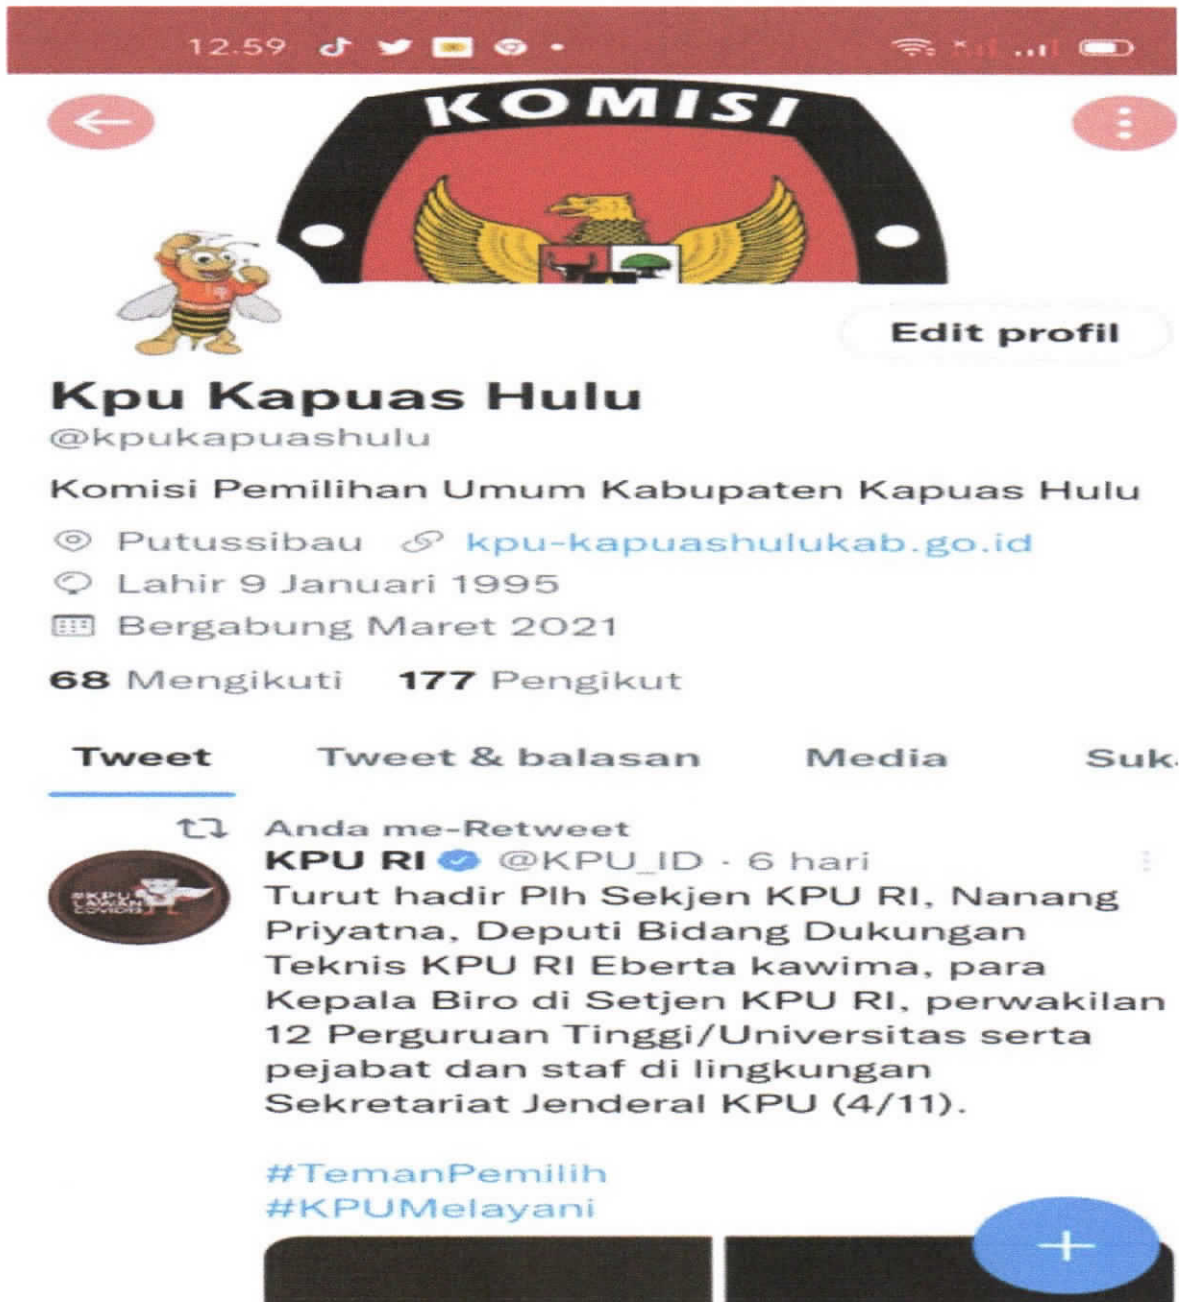 12.59
KOMISI
Edit profil
Kpu Kapuas Hulu
@kpukapuashulu
Komisi Pemilihan Umum Kabupaten Kapuas Hulu
Putussibau kpu-kapuashulukab.go.id
Lahir 9 Januari 1995
Bergabung Maret 2021
68 Mengikuti 177 Pengikut
Tweet Tweet & balasan Media Suk
Anda me-Retweet
KPU RI @KPU_ID · 6 hari
#KPU
LAWAN
COVID19
Turut hadir Plh Sekjen KPU RI, Nanang
Priyatna, Deputi Bidang Dukungan
Teknis KPU RI Eberta kawima, para
Kepala Biro di Setjen KPU RI, perwakilan
12 Perguruan Tinggi/Universitas serta
pejabat dan staf di lingkungan
Sekretariat Jenderal KPU (4/11).
#TemanPemilih
#KPUMelayani